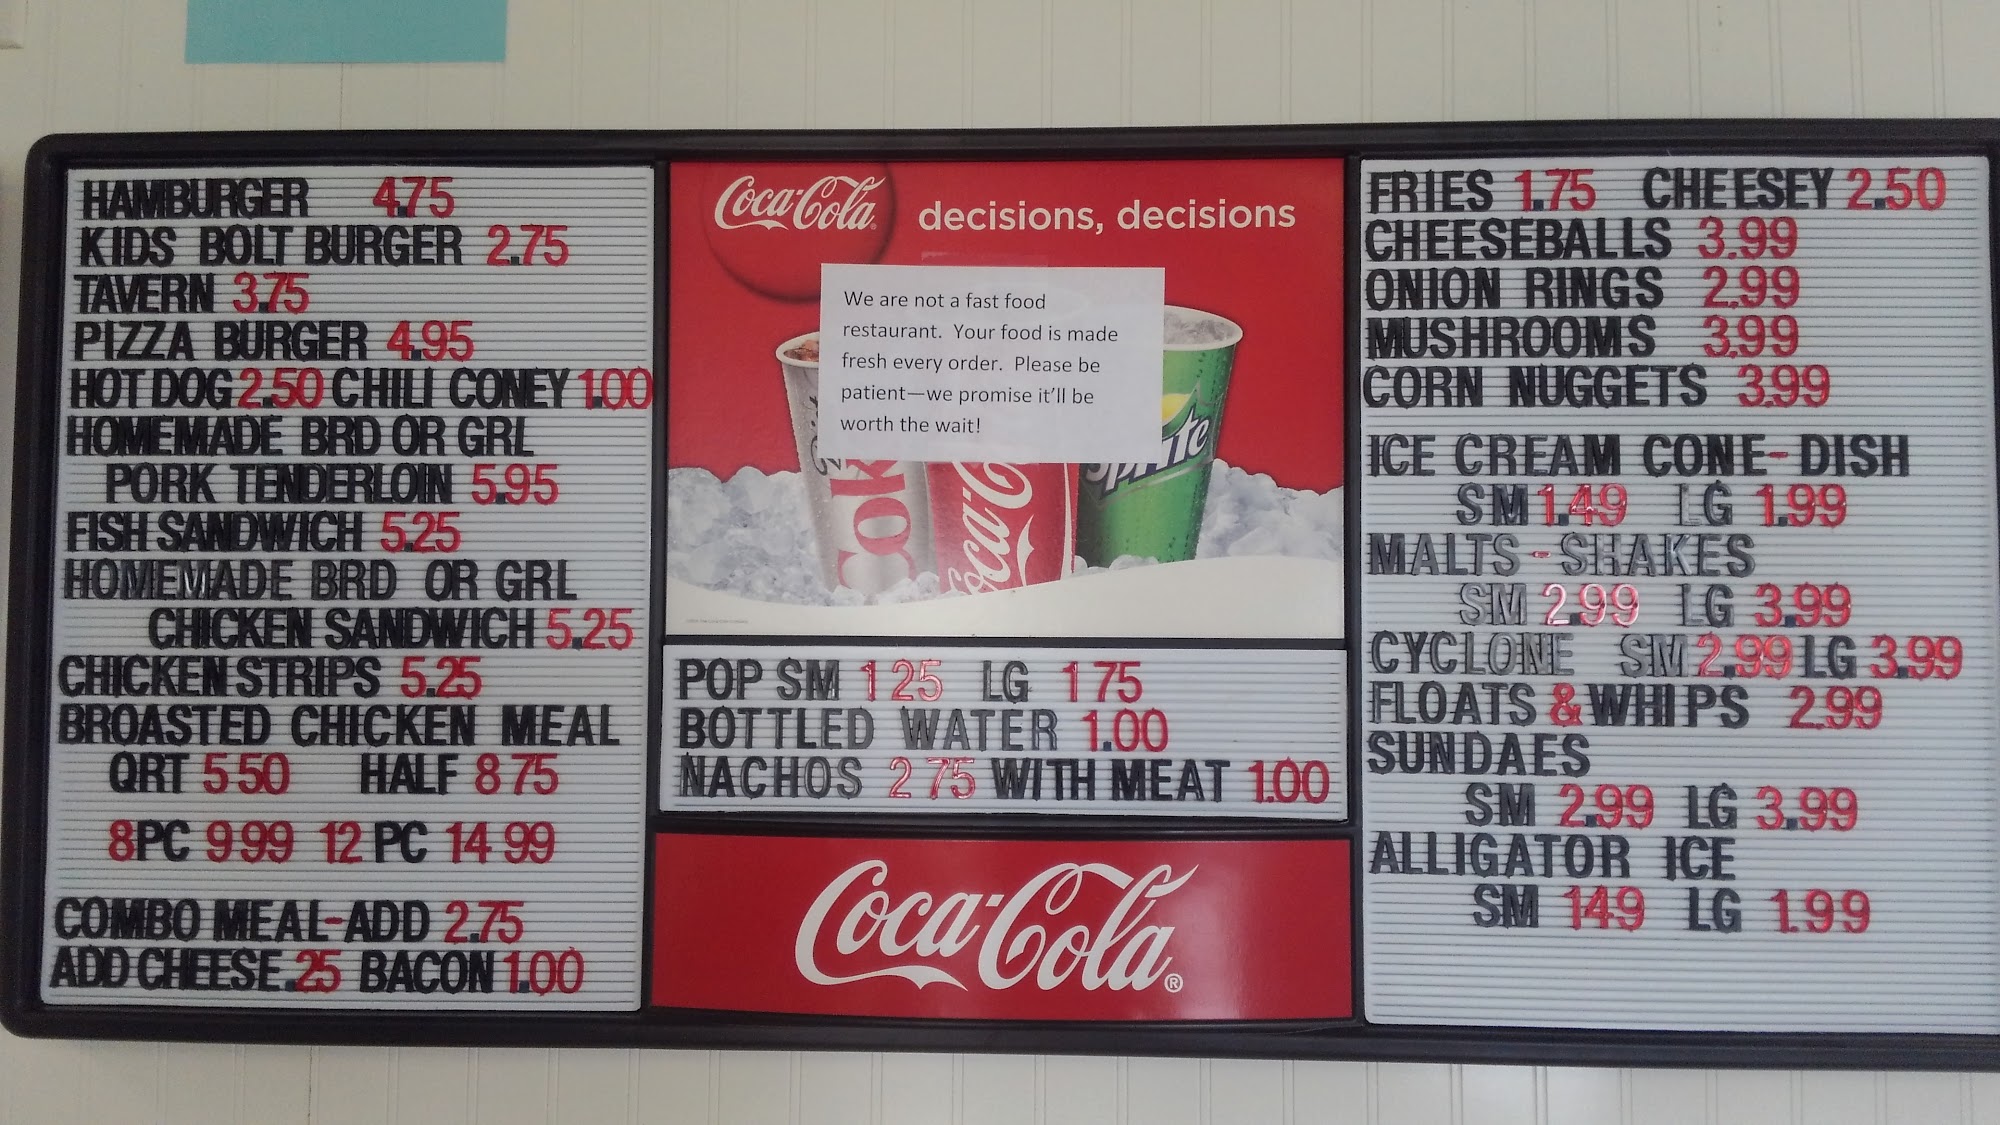 HAMBURGER 4.75
KIDS BOLT BURGER 2.75
TAVERN 3.75
PIZZA BURGER 4.95
HOT DOG 2.50 CHILI CONEY 1.00
HOMEMADE BRD OR GRL
PORK TENDERLOIN 5.95
FISH SANDWICH 5.25
HOMEMADE BRD OR GRL
CHICKEN SANDWICH 5.25
CHICKEN STRIPS 5.25
BROASTED CHICKEN MEAL
QRT 5 50 HALF 8 75
8PC 9 99 12 PC 14 99
COMBO MEAL-ADD 2.75
ADD CHEESE .25 BACON 1.00
Coca-Cola decisions, decisions
We are not a fast food
restaurant. Your food is made
fresh every order. Please be
patient—we promise it'll be
worth the wait!
Coke
Coca-C
Sprite
POP SM 1 25 LG 1 75
BOTTLED WATER 1.00
NACHOS 2 75 WITH MEAT 1.00
Coca-Cola®
FRIES 1.75 CHEESEY 2.50
CHEESEBALLS 3.99
ONION RINGS 2.99
MUSHROOMS 3.99
CORN NUGGETS 3.99
ICE CREAM CONE-DISH
SM 1.49 LG 1.99
MALTS-SHAKES
SM 2.99 LG 3.99
CYCLONE SM 2.99 LG 3.99
FLOATS & WHIPS 2.99
SUNDAES
SM 2.99 LG 3.99
ALLIGATOR ICE
SM 149 LG 1.99